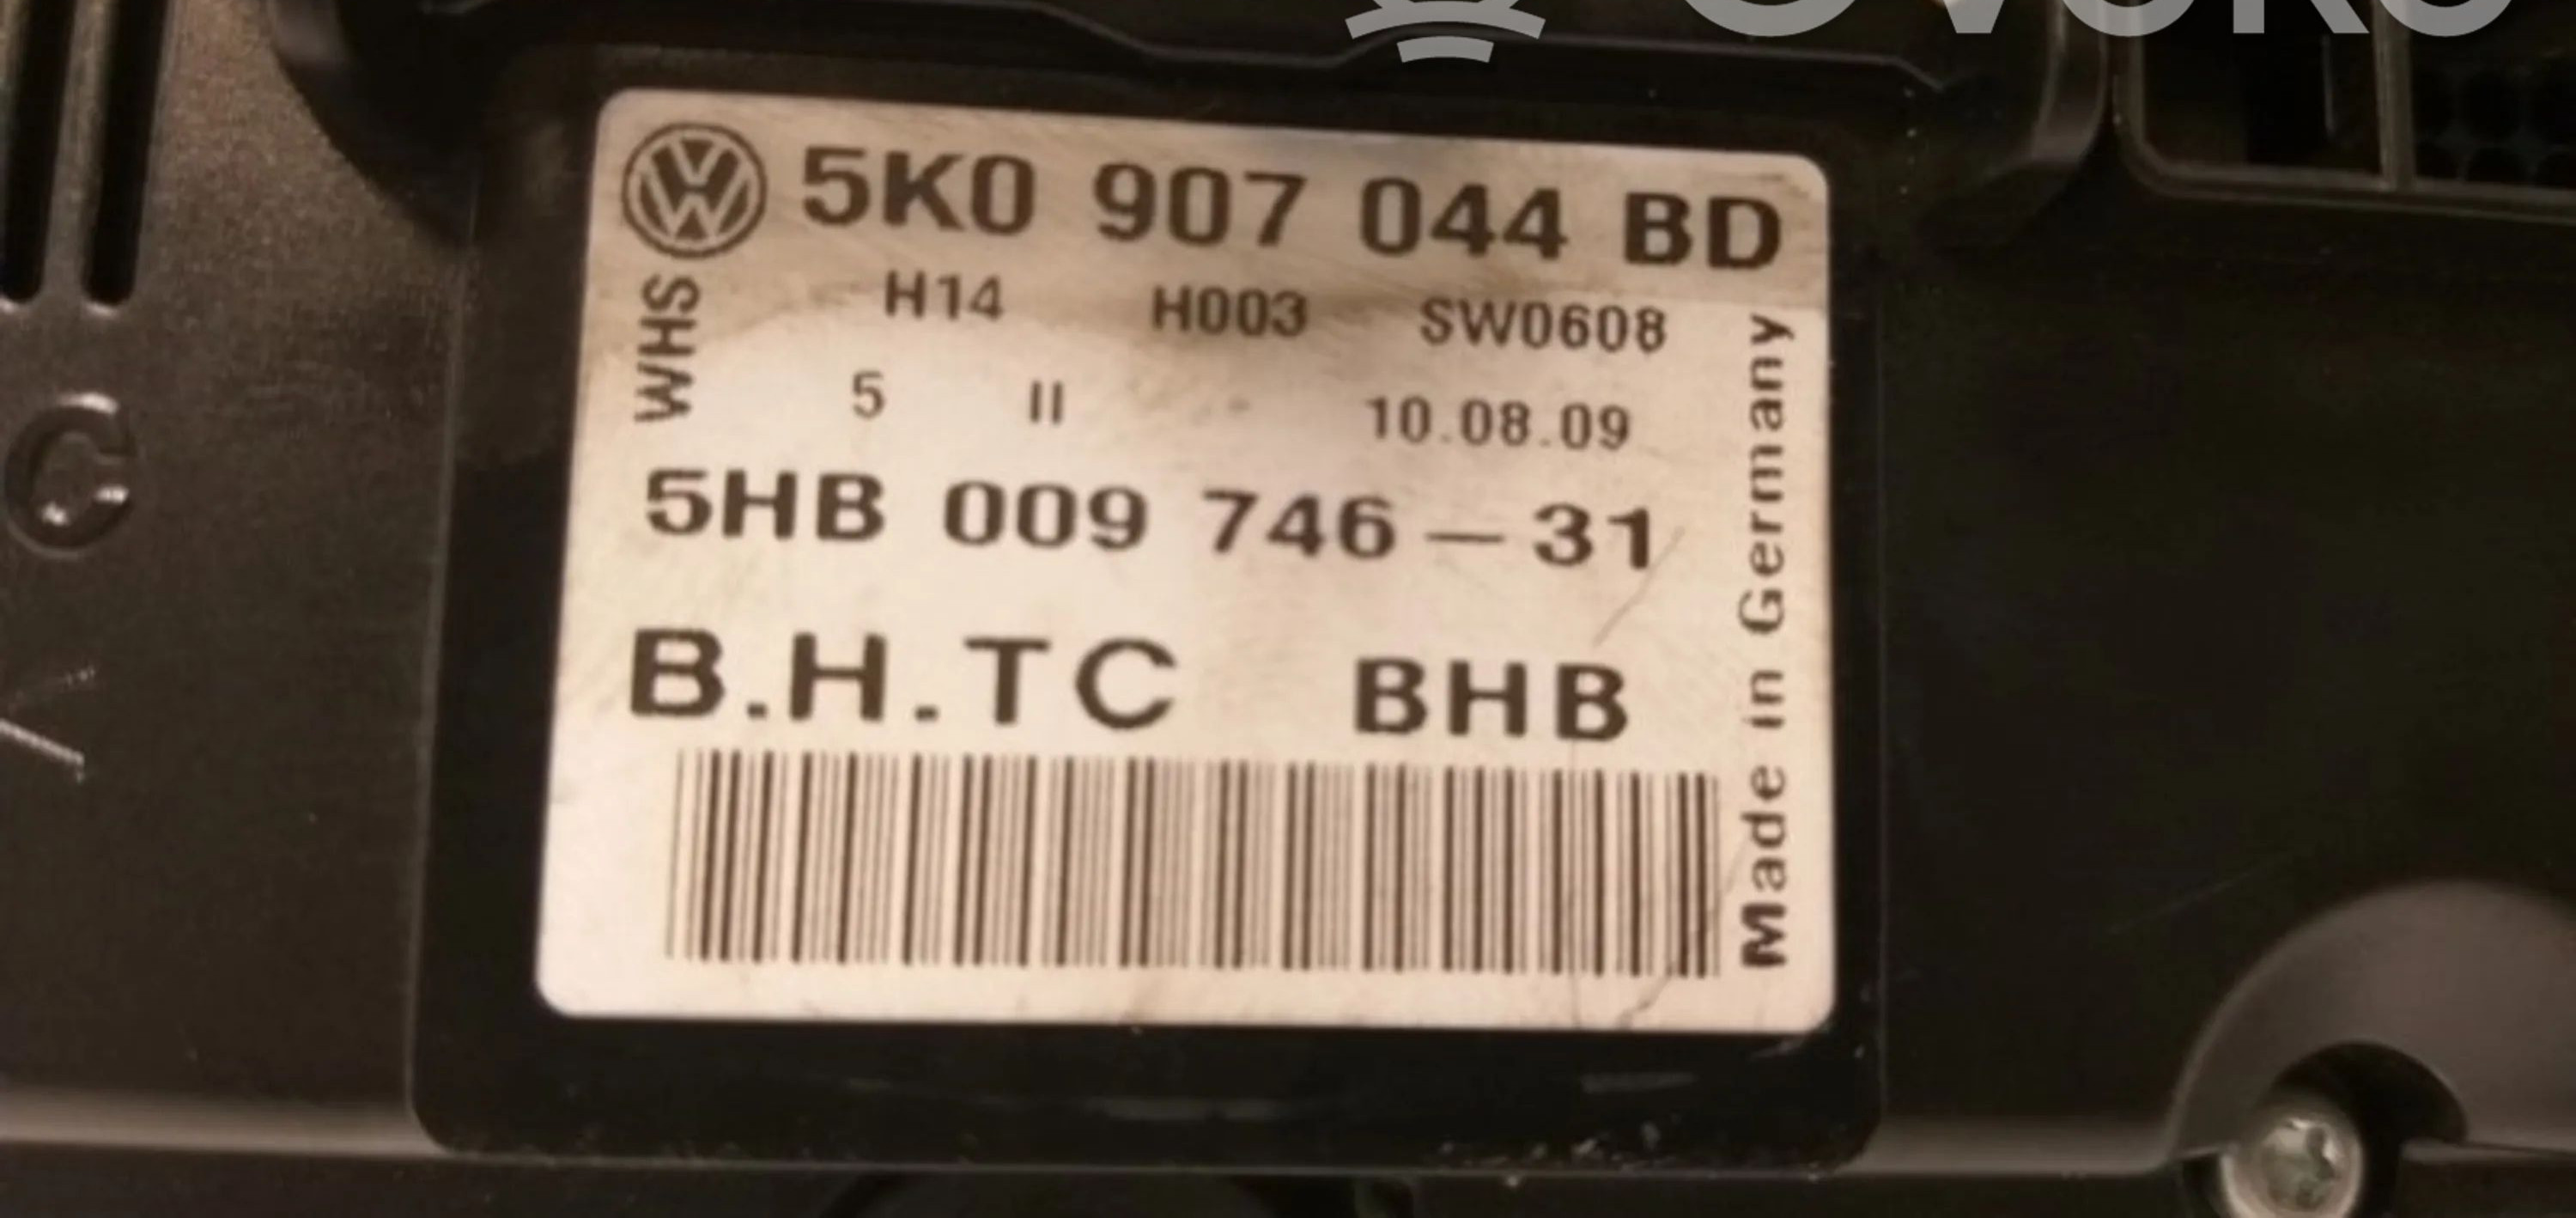 5K0 907 044 BD
H14 H003 SW0608
WHS
5 II 10.08.09
5HB 009 746-31
B.H.TC BHB
Made in Germany
C